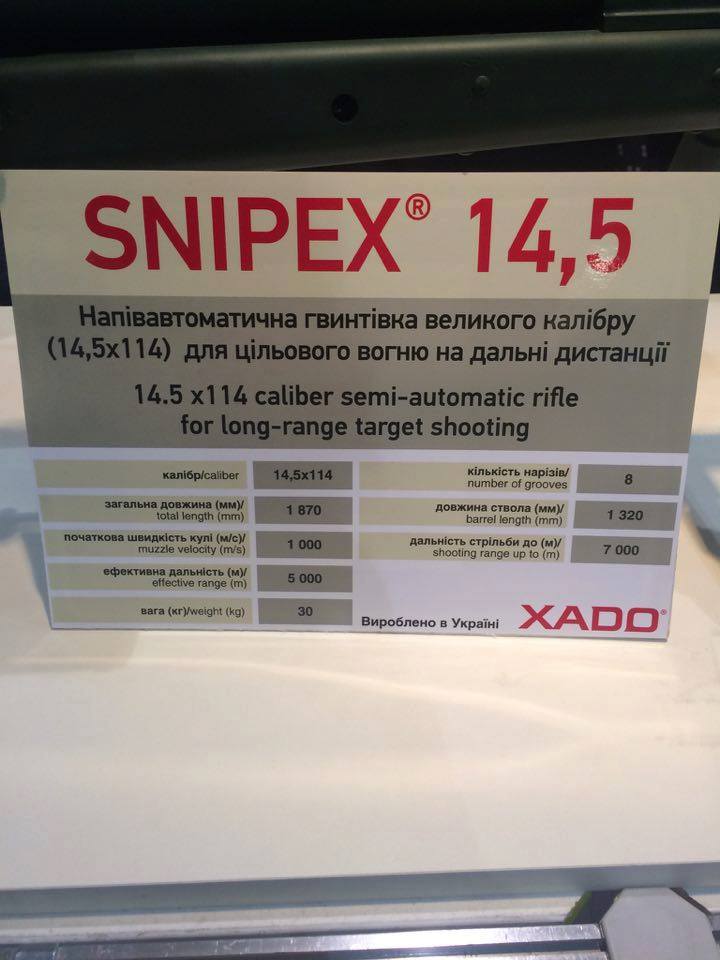 SNIPEX® 14,5
Напівавтоматична гвинтівка великого калібру
(14,5x114) для цільового вогню на дальні дистанції
14.5 x114 caliber semi-automatic rifle
for long-range target shooting
калібр/caliber 14,5x114
загальна довжина (мм)/
total length (mm) 1 870
початкова швидкість кулі (м/с)/
muzzle velocity (m/s) 1 000
ефективна дальність (м)/
effective range (m) 5 000
вага (кг)/weight (kg) 30
кількість нарізів/
number of grooves 8
довжина ствола (мм)/
barrel length (mm) 1 320
дальність стрільби до (м)/
shooting range up to (m) 7 000
Вироблено в Україні XADO®